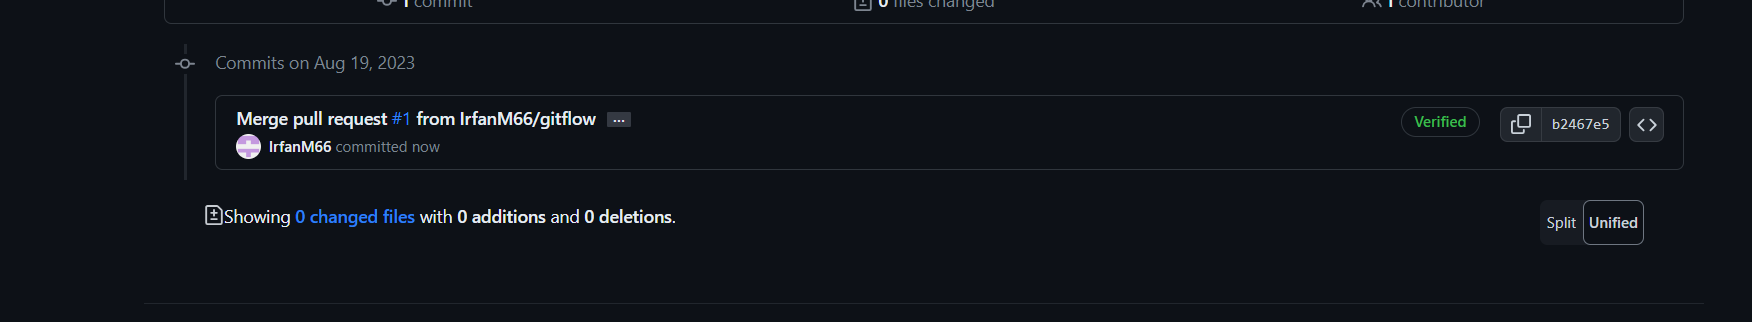 1 commit
0 files changed
1 contributor
Commits on Aug 19, 2023
Merge pull request #1 from IrfanM66/gitflow ...
Verified
b2467e5
IrfanM66 committed now
Showing 0 changed files with 0 additions and 0 deletions.
Split
Unified